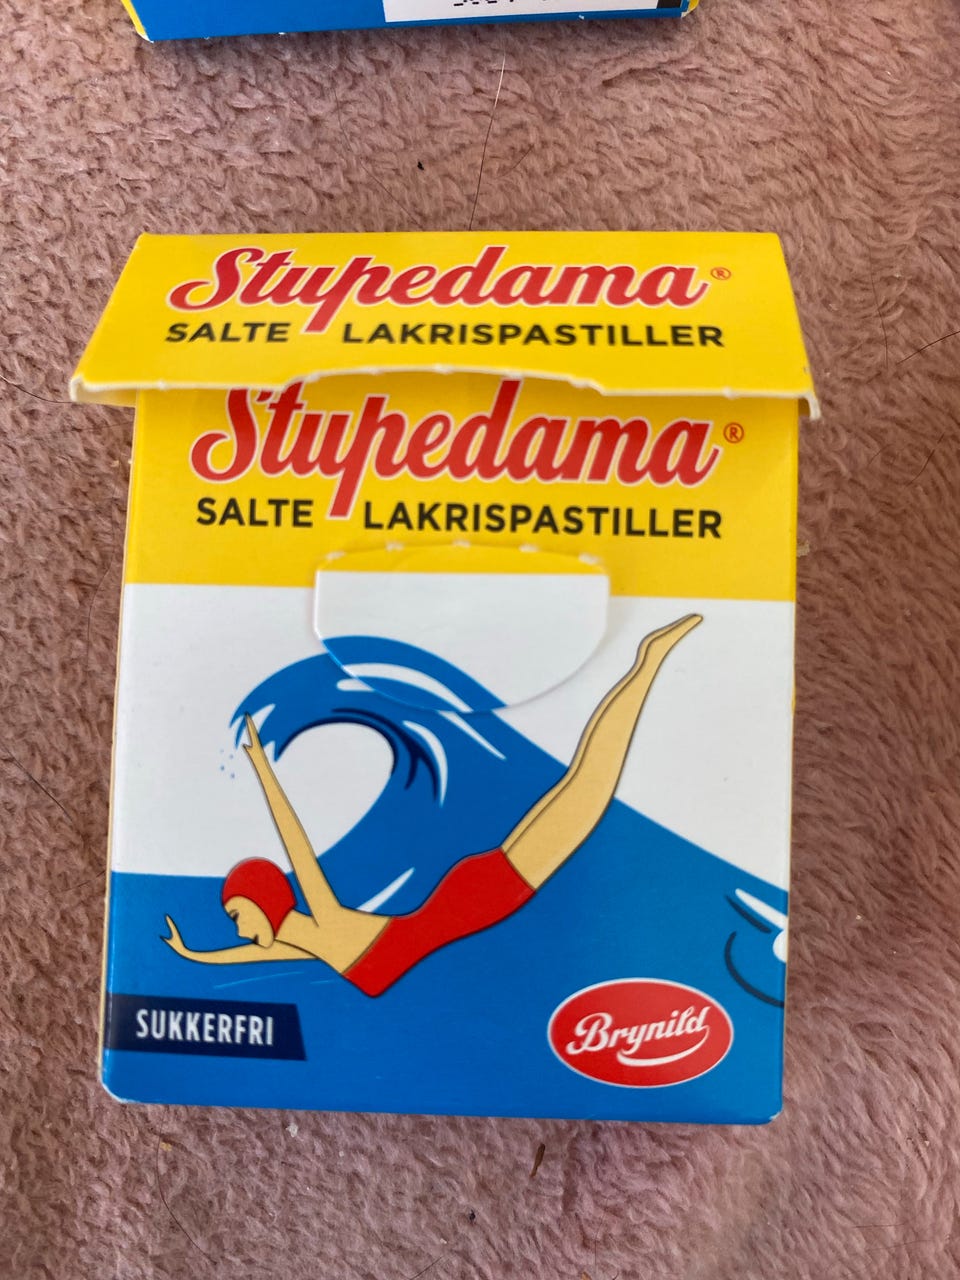 Stupedama®
SALTE LAKRISPASTILLER
Stupedama®
SALTE LAKRISPASTILLER
SUKKERFRI
Brynild